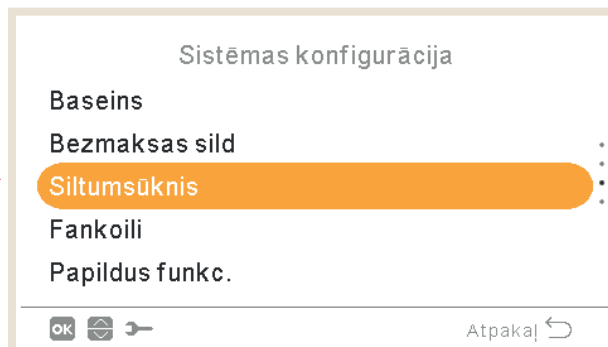 Sistēmas konfigurācija
Baseins
Bezmaksas sild
Siltumsūknis
Fankoili
Papildus funkc.
OK
Atpakaļ